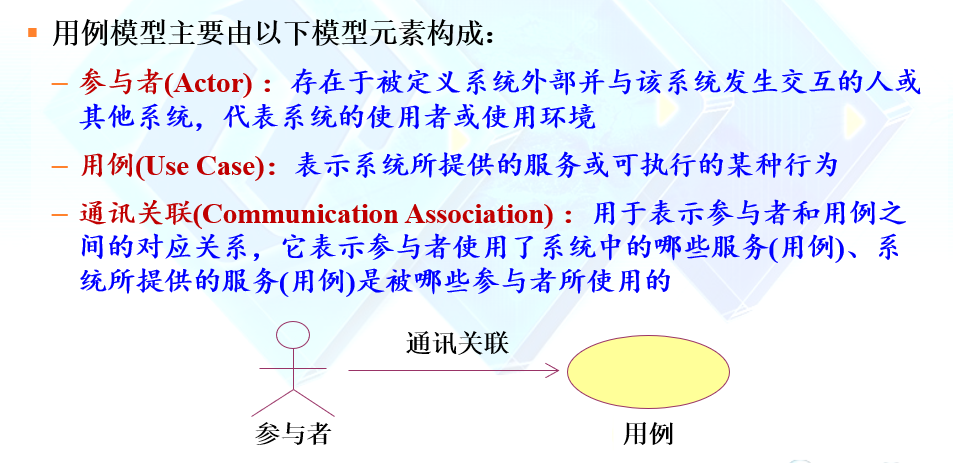 用例模型主要由以下模型元素构成：
– 参与者(Actor)：存在于被定义系统外部并与该系统发生交互的人或
其他系统，代表系统的使用者或使用环境
– 用例(Use Case)：表示系统所提供的服务或可执行的某种行为
– 通讯关联(Communication Association)：用于表示参与者和用例之
间的对应关系，它表示参与者使用了系统中的哪些服务(用例)、系
统所提供的服务(用例)是被哪些参与者所使用的
通讯关联
参与者
用例